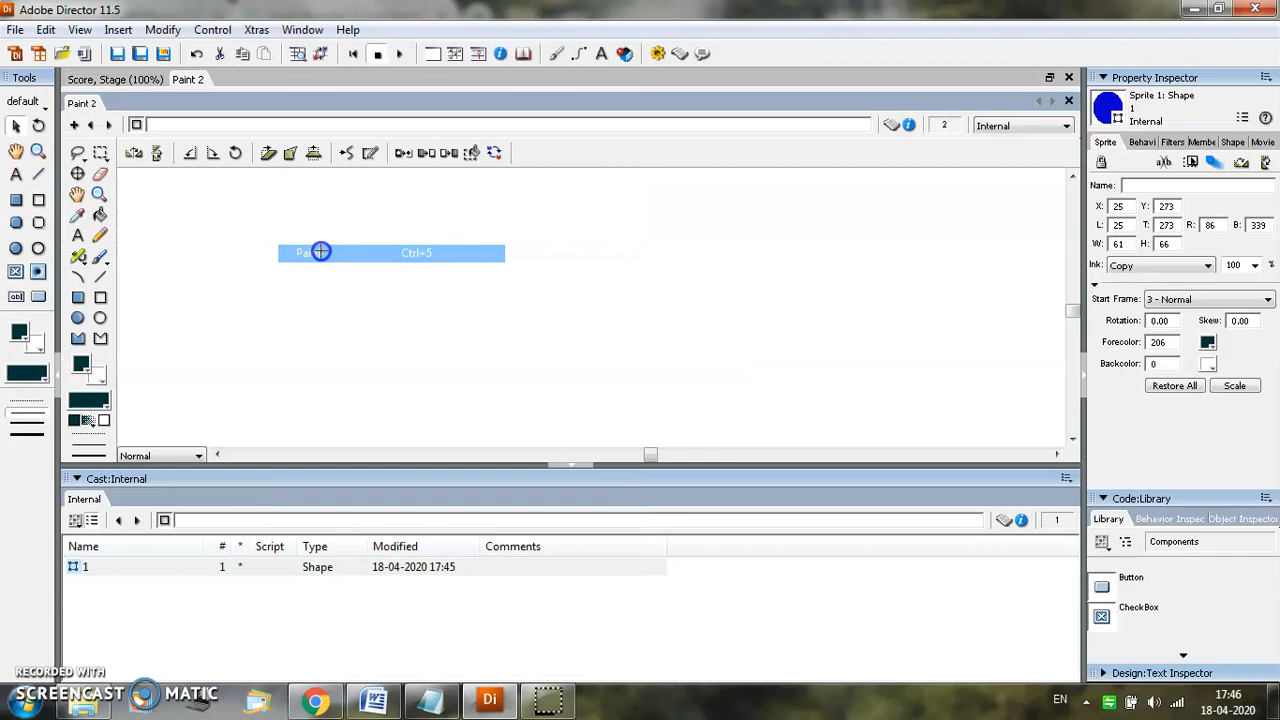 Di Adobe Director 11.5
File Edit View Insert Modify Control Xtras Window Help
Tools
Score, Stage (100%) Paint 2
Property Inspector
default
Paint 2
Sprite 1: Shape
1
Internal
2 Internal
Sprite Behavi Filters Membe Shape Movie
Name:
X: 25 Y: 273
L: 25 T: 273 R: 86 B: 339
W: 61 H: 66
Paint Ctrl+5
Ink: Copy 100 %
Start Frame: 3 - Normal
Rotation: 0.00 Skew: 0.00
Forecolor: 206
Backcolor: 0
Restore All Scale
Normal
Cast:Internal
Internal
1
Name # * Script Type Modified Comments
1 1 * Shape 18-04-2020 17:45
Code:Library
Library Behavior Inspec Object Inspector
Components
Button
CheckBox
Design:Text Inspector
RECORDED WITH
SCREENCAST MATIC
Di
EN
17:46
18-04-2020